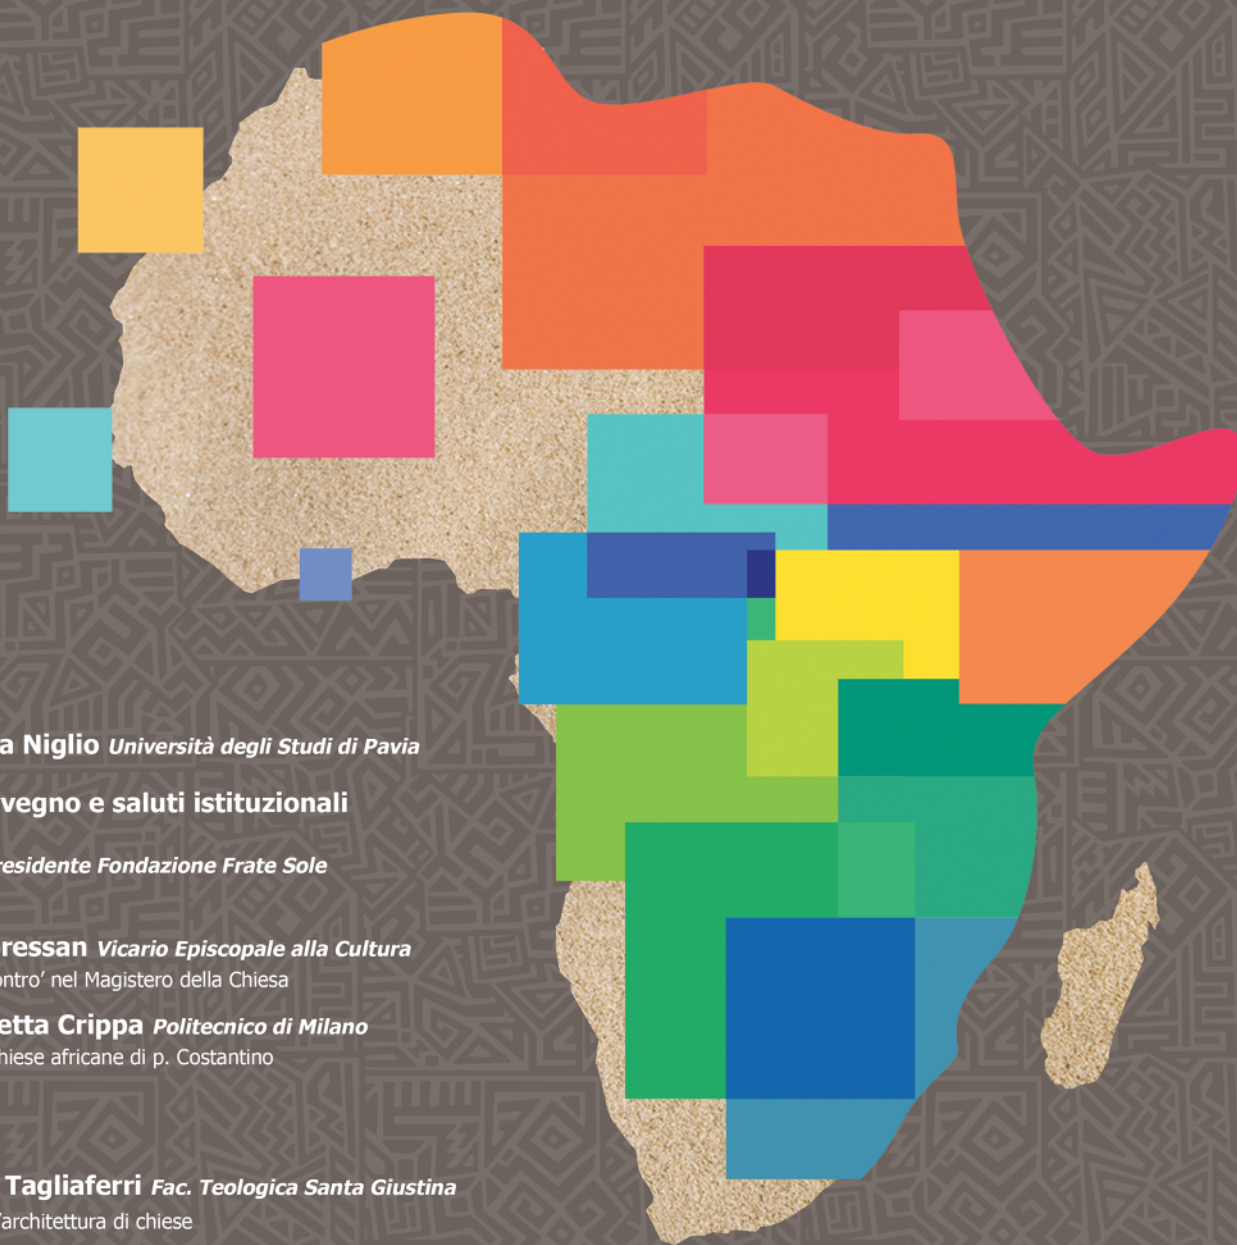 a Niglio Università degli Studi di Pavia
vegno e saluti istituzionali
residente Fondazione Frate Sole
ressan Vicario Episcopale alla Cultura
ontro’ nel Magistero della Chiesa
etta Crippa Politecnico di Milano
hiese africane di p. Costantino
Tagliaferri Fac. Teologica Santa Giustina
’architettura di chiese